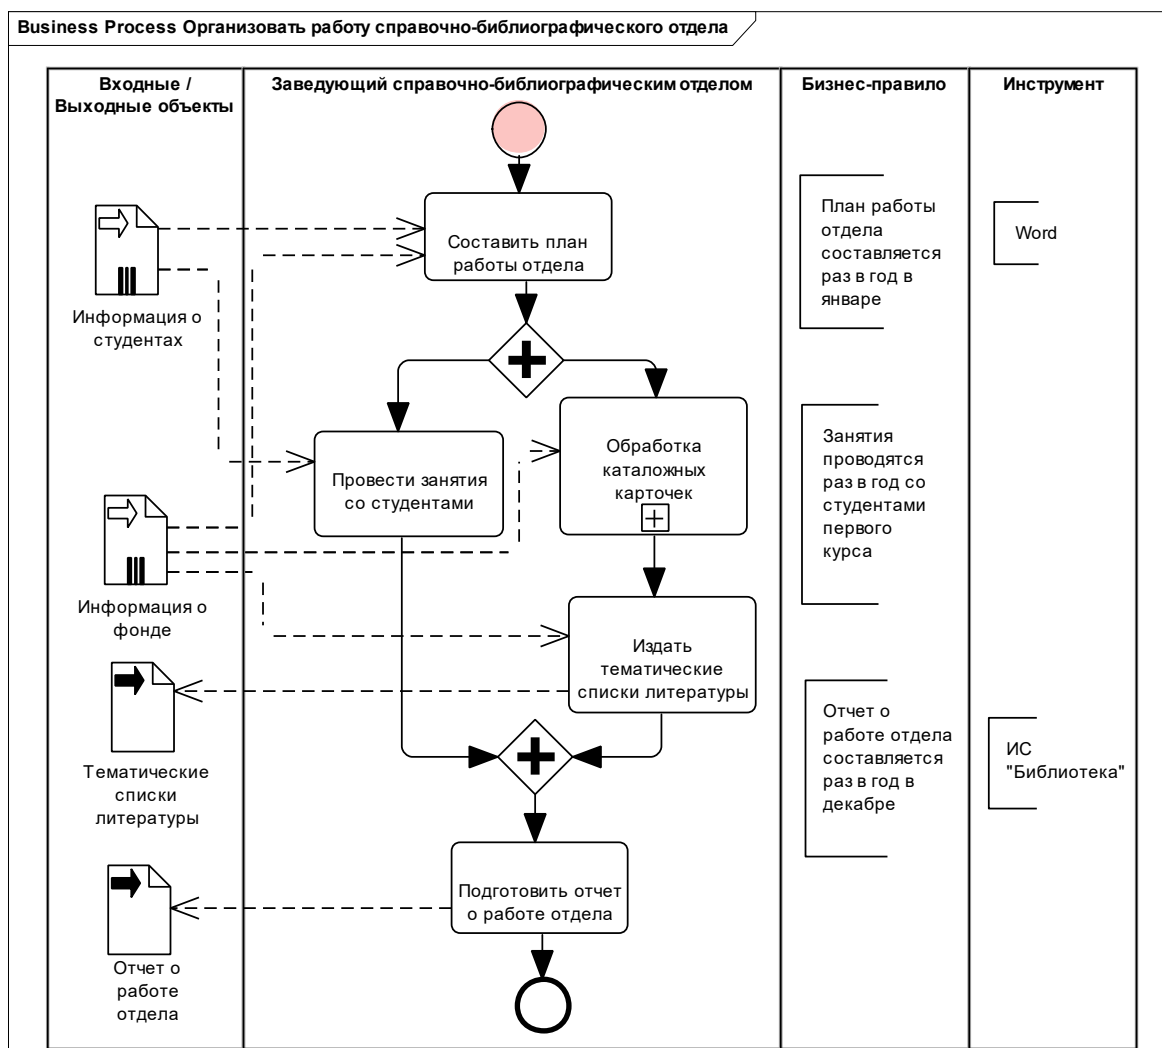 Business Process Организовать работу справочно-библиографического отдела
Входные /
Выходные объекты
Заведующий справочно-библиографическим отделом
Бизнес-правило
Инструмент
Составить план
работы отдела
План работы
отдела
составляется
раз в год в
январе
Word
Информация о
студентах
Провести занятия
со студентами
Обработка
каталожных
карточек
Занятия
проводятся
раз в год со
студентами
первого
курса
Информация о
фонде
Издать
тематические
списки литературы
Тематические
списки
литературы
Отчет о
работе отдела
составляется
раз в год в
декабре
ИС
"Библиотека"
Подготовить отчет
о работе отдела
Отчет о
работе
отдела